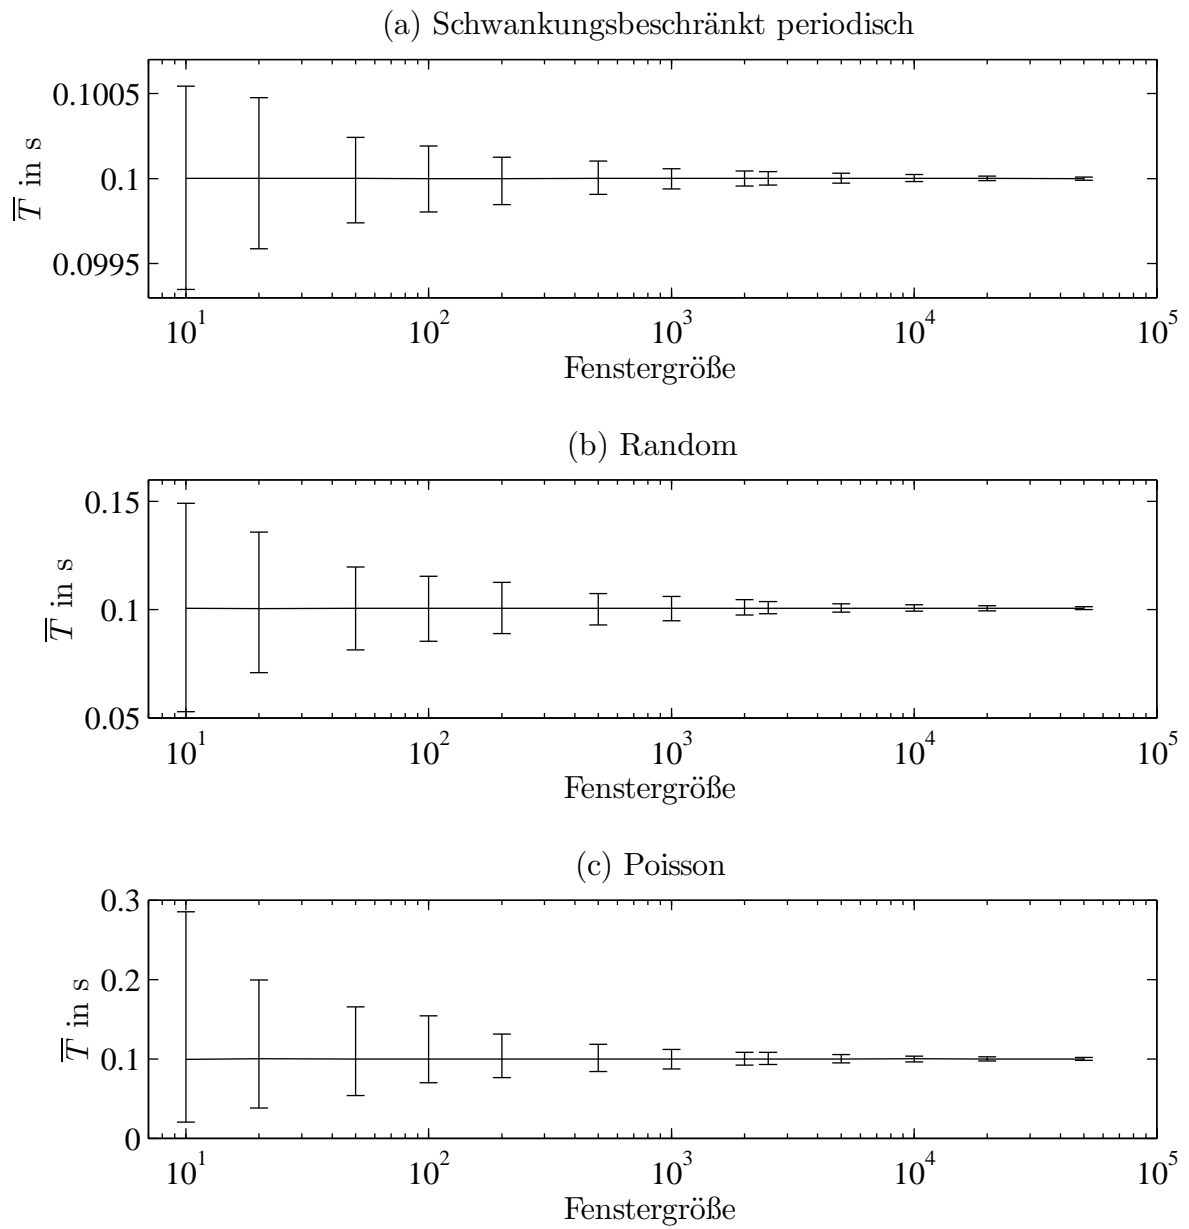 (a) Schwankungsbeschränkt periodisch
0.1005
0.1
0.0995
T in s
10^1 10^2 10^3 10^4 10^5
Fenstergröße
(b) Random
0.15
0.1
0.05
T in s
10^1 10^2 10^3 10^4 10^5
Fenstergröße
(c) Poisson
0.3
0.2
0.1
0
T in s
10^1 10^2 10^3 10^4 10^5
Fenstergröße